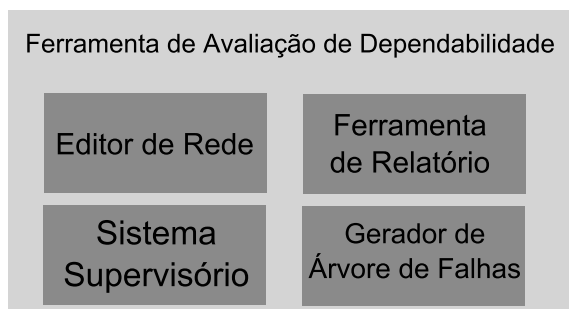 Ferramenta de Avaliação de Dependabilidade
Editor de Rede
Ferramenta
de Relatório
Sistema
Supervisório
Gerador de
Árvore de Falhas